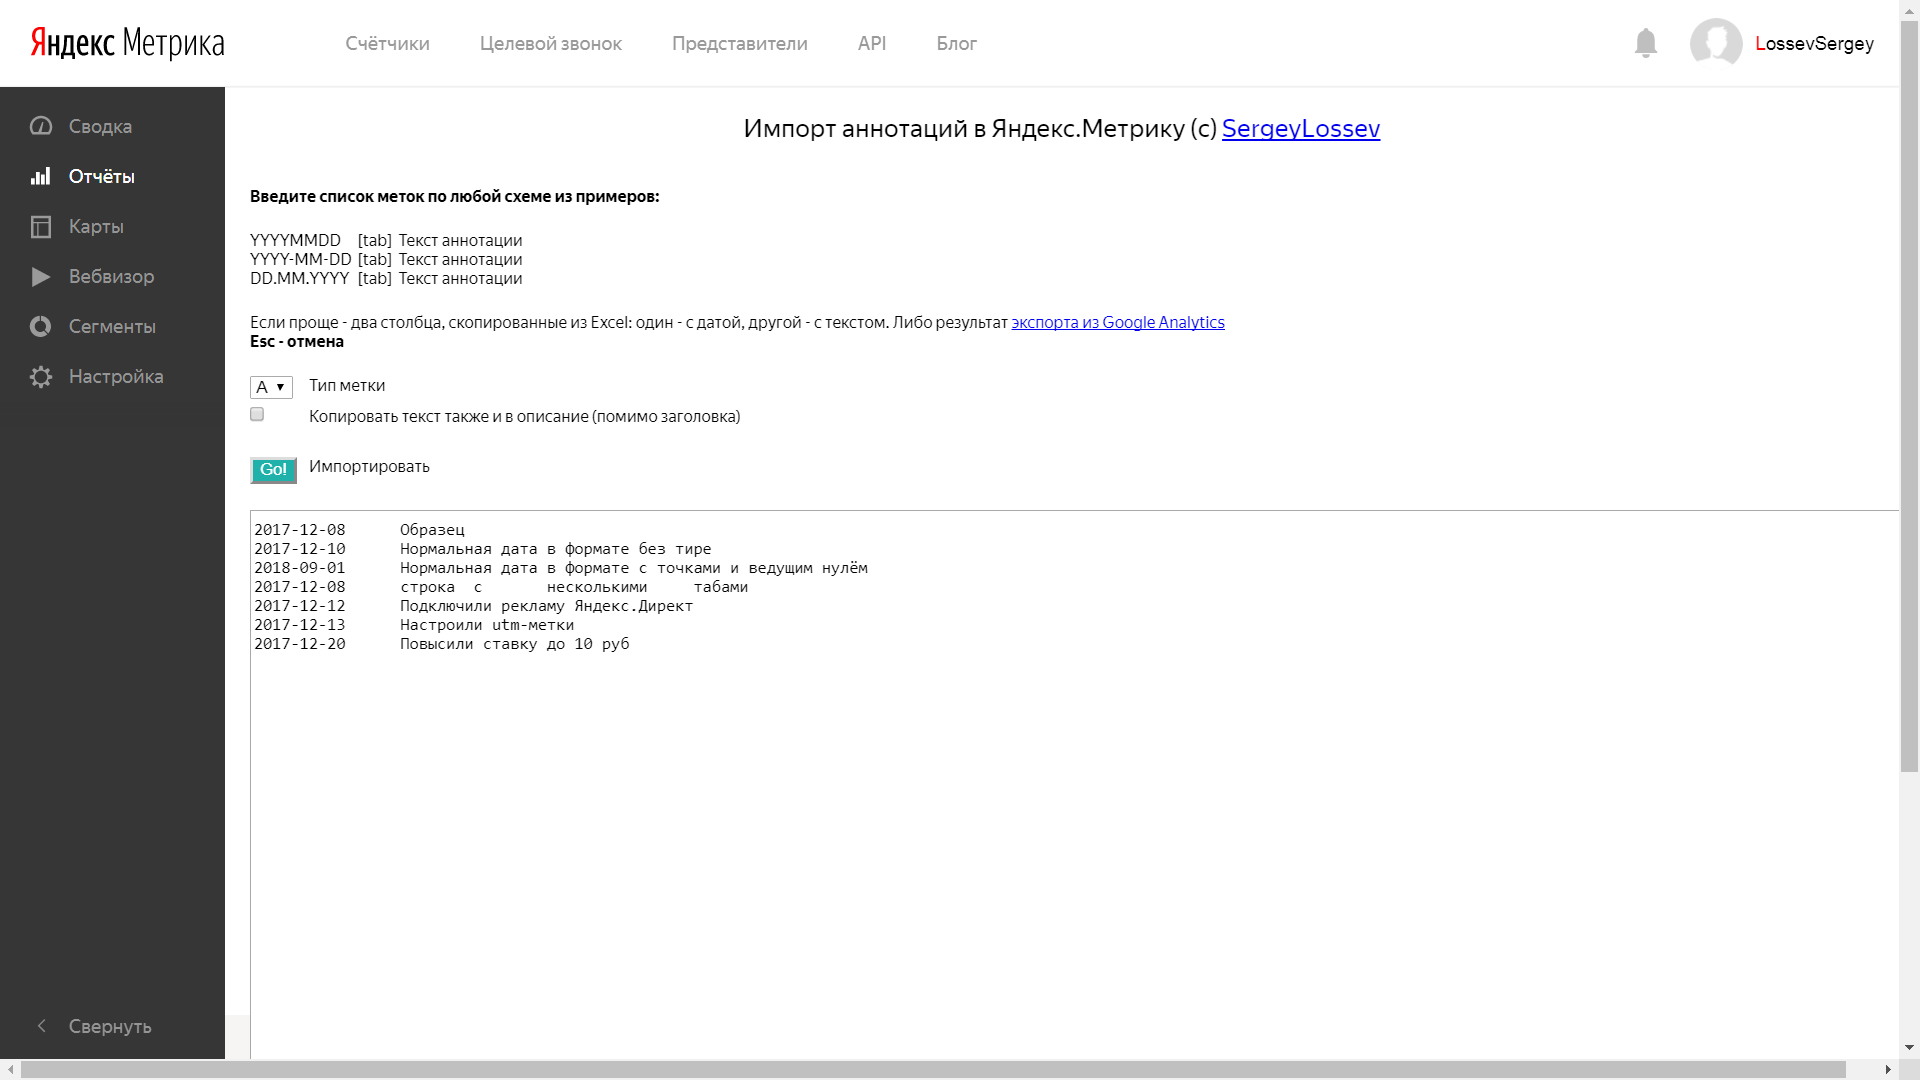 Яндекс Метрика
Счётчики Целевой звонок Представители API Блог
LossevSergey
Сводка
Отчёты
Карты
Вебвизор
Сегменты
Настройка
Импорт аннотаций в Яндекс.Метрику (c) SergeyLossev
Введите список меток по любой схеме из примеров:
YYYYMMDD [tab] Текст аннотации
YYYY-MM-DD [tab] Текст аннотации
DD.MM.YYYY [tab] Текст аннотации
Если проще - два столбца, скопированные из Excel: один - с датой, другой - с текстом. Либо результат экспорта из Google Analytics
Esc - отмена
A Тип метки
Копировать текст также и в описание (помимо заголовка)
Go! Импортировать
2017-12-08 Образец
2017-12-10 Нормальная дата в формате без тире
2018-09-01 Нормальная дата в формате с точками и ведущим нулём
2017-12-08 строка с несколькими табами
2017-12-12 Подключили рекламу Яндекс.Директ
2017-12-13 Настроили utm-метки
2017-12-20 Повысили ставку до 10 руб
Свернуть